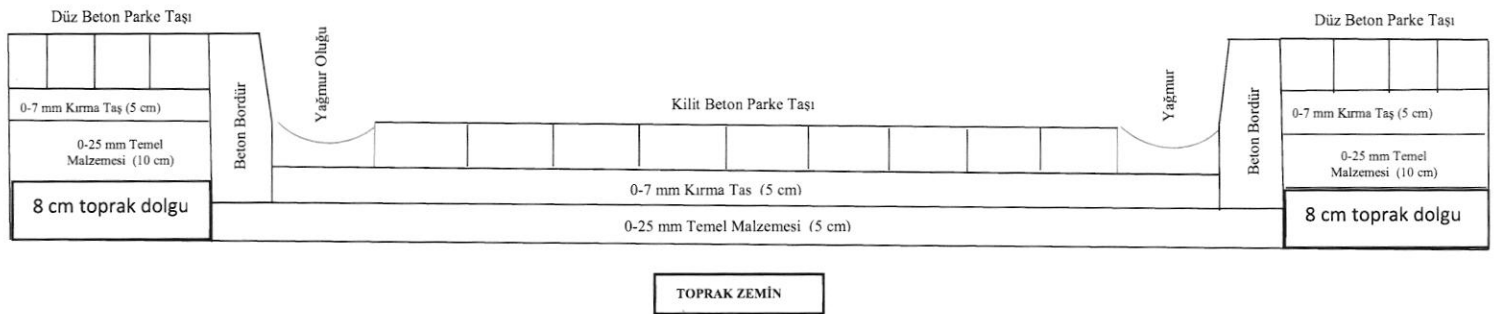 Düz Beton Parke Taşı
Düz Beton Parke Taşı
Yağmur Oluğu
Yağmur
Kilit Beton Parke Taşı
0-7 mm Kırma Taş (5 cm)
Beton Bordür
Beton Bordür
0-7 mm Kırma Taş (5 cm)
0-25 mm Temel
Malzemesi (10 cm)
0-25 mm Temel
Malzemesi (10 cm)
0-7 mm Kırma Tas (5 cm)
8 cm toprak dolgu
8 cm toprak dolgu
0-25 mm Temel Malzemesi (5 cm)
TOPRAK ZEMİN